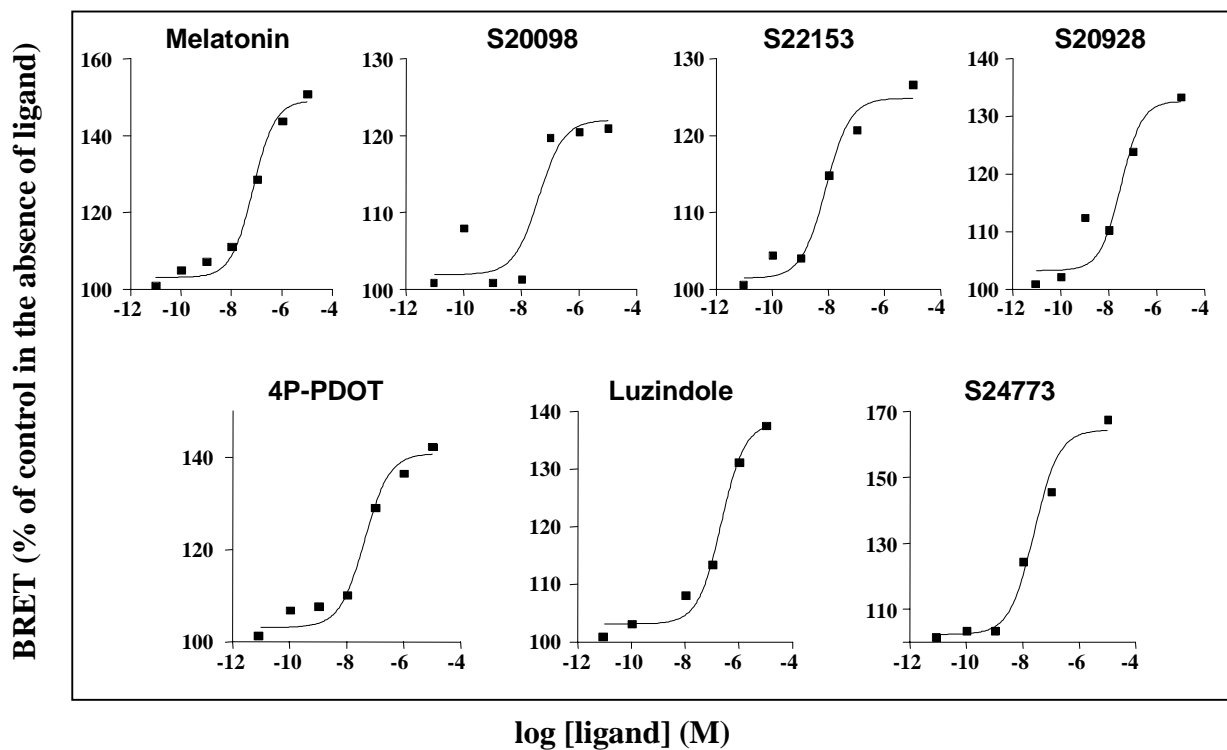 BRET (% of control in the absence of ligand)
Melatonin
160
140
120
100
-12 -10 -8 -6 -4
S20098
130
120
110
100
-12 -10 -8 -6 -4
S22153
130
120
110
100
-12 -10 -8 -6 -4
S20928
140
130
120
110
100
-12 -10 -8 -6 -4
4P-PDOT
140
120
100
-12 -10 -8 -6 -4
Luzindole
140
130
120
110
100
-12 -10 -8 -6 -4
S24773
170
150
130
110
-12 -10 -8 -6 -4
log [ligand] (M)